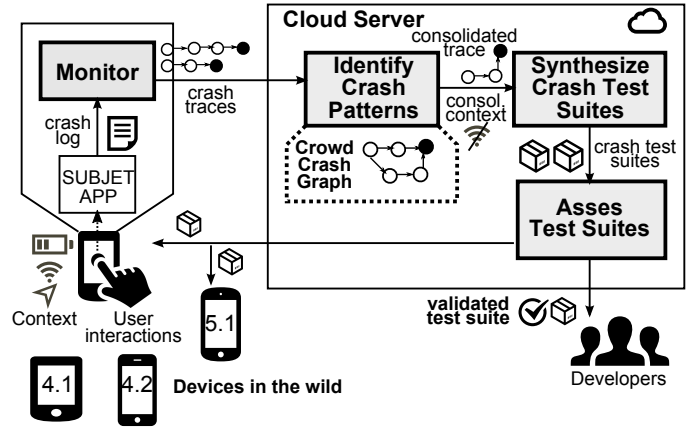 Cloud Server
Monitor
crash
traces
Identify
Crash
Patterns
consolidated
trace
consol.
context
Synthesize
Crash Test
Suites
crash
log
SUBJET
APP
Crowd
Crash
Graph
crash test
suites
Asses
Test Suites
Context
User
interactions
5.1
validated
test suite
Developers
4.1
4.2
Devices in the wild